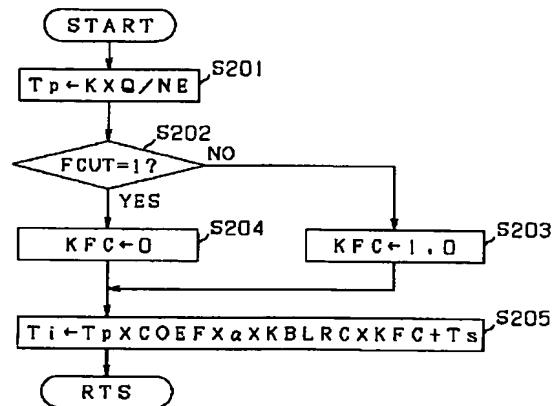 START
S201
Tp←K×Q/NE
S202
FCUT=1?
NO
YES
S204
KFC←0
S203
KFC←1.0
S205
Ti←Tp×COEF×α×KBLRC×KFC+Ts
RTS